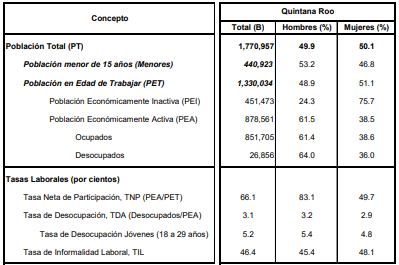 Concepto
Quintana Roo
Total (B) Hombres (%) Mujeres (%)
Población Total (PT) 1,770,957 49.9 50.1
Población menor de 15 años (Menores) 440,923 53.2 46.8
Población en Edad de Trabajar (PET) 1,330,034 48.9 51.1
Población Económicamente Inactiva (PEI) 451,473 24.3 75.7
Población Económicamente Activa (PEA) 878,561 61.5 38.5
Ocupados 851,705 61.4 38.6
Desocupados 26,856 64.0 36.0
Tasas Laborales (por cientos)
Tasa Neta de Participación, TNP (PEA/PET) 66.1 83.1 49.7
Tasa de Desocupación, TDA (Desocupados/PEA) 3.1 3.2 2.9
Tasa de Desocupación Jóvenes (18 a 29 años) 5.2 5.4 4.8
Tasa de Informalidad Laboral, TIL 46.4 45.4 48.1